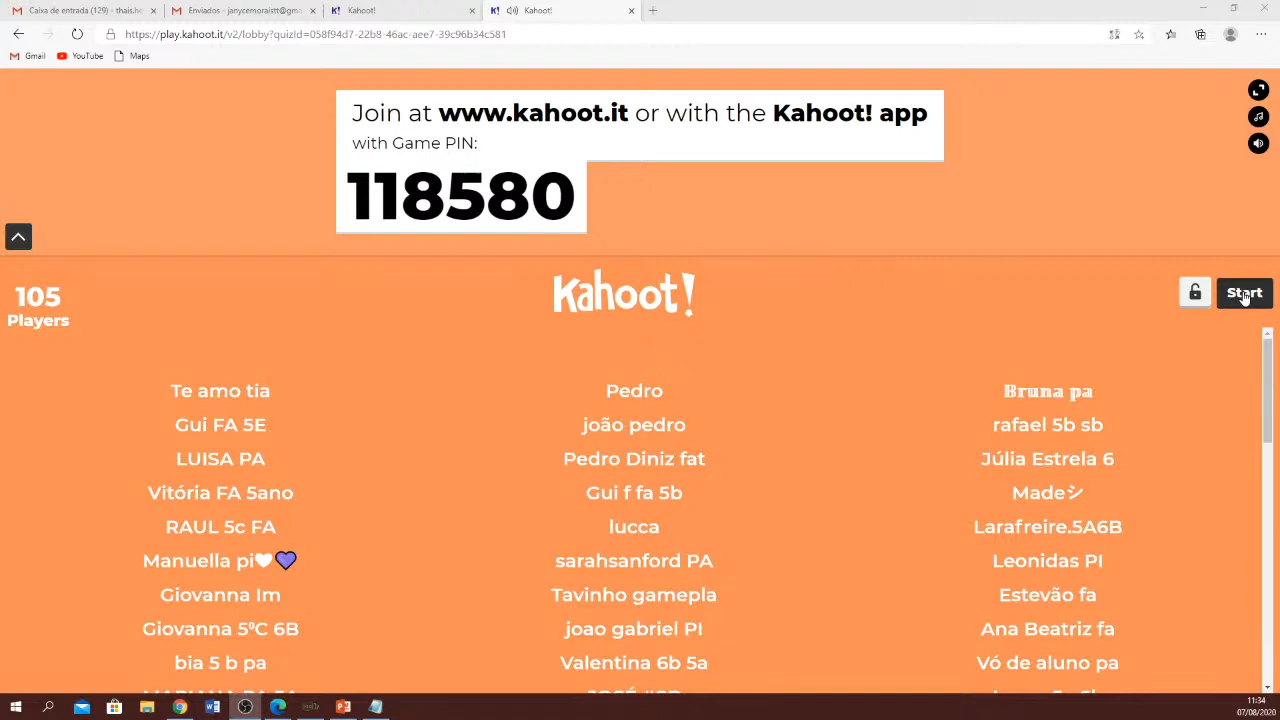 Caixa de entrada (129) - thais.ho
Enviados - janycemoraistt@gmo
Kahoot!
Kahoot!
https://play.kahoot.it/v2/lobby?quizId=058f94d7-22b8-46ac-aee7-39c96b34c581
Gmail YouTube Maps
Join at www.kahoot.it or with the Kahoot! app
with Game PIN:
118580
105
Players
Kahoot!
Start
Te amo tia Pedro Bruna pa
Gui FA 5E joão pedro rafael 5b sb
LUISA PA Pedro Diniz fat Júlia Estrela 6
Vitória FA 5ano Gui f fa 5b Madeシ
RAUL 5c FA lucca Larafreire.5A6B
Manuella pi🤍💜 sarahsanford PA Leonidas PI
Giovanna Im Tavinho gamepla Estevão fa
Giovanna 5ºC 6B joao gabriel PI Ana Beatriz fa
bia 5 b pa Valentina 6b 5a Vó de aluno pa
11:34
07/08/2020